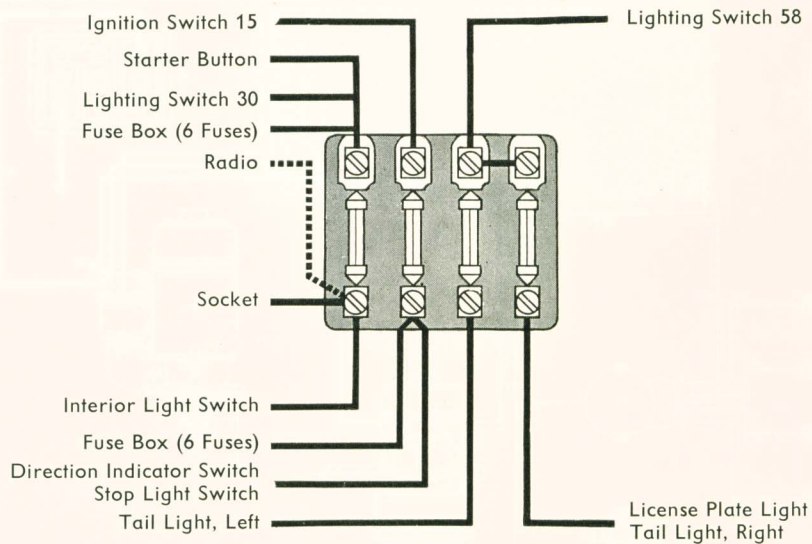 Ignition Switch 15
Lighting Switch 58
Starter Button
Lighting Switch 30
Fuse Box (6 Fuses)
Radio
Socket
Interior Light Switch
Fuse Box (6 Fuses)
Direction Indicator Switch
Stop Light Switch
Tail Light, Left
License Plate Light
Tail Light, Right